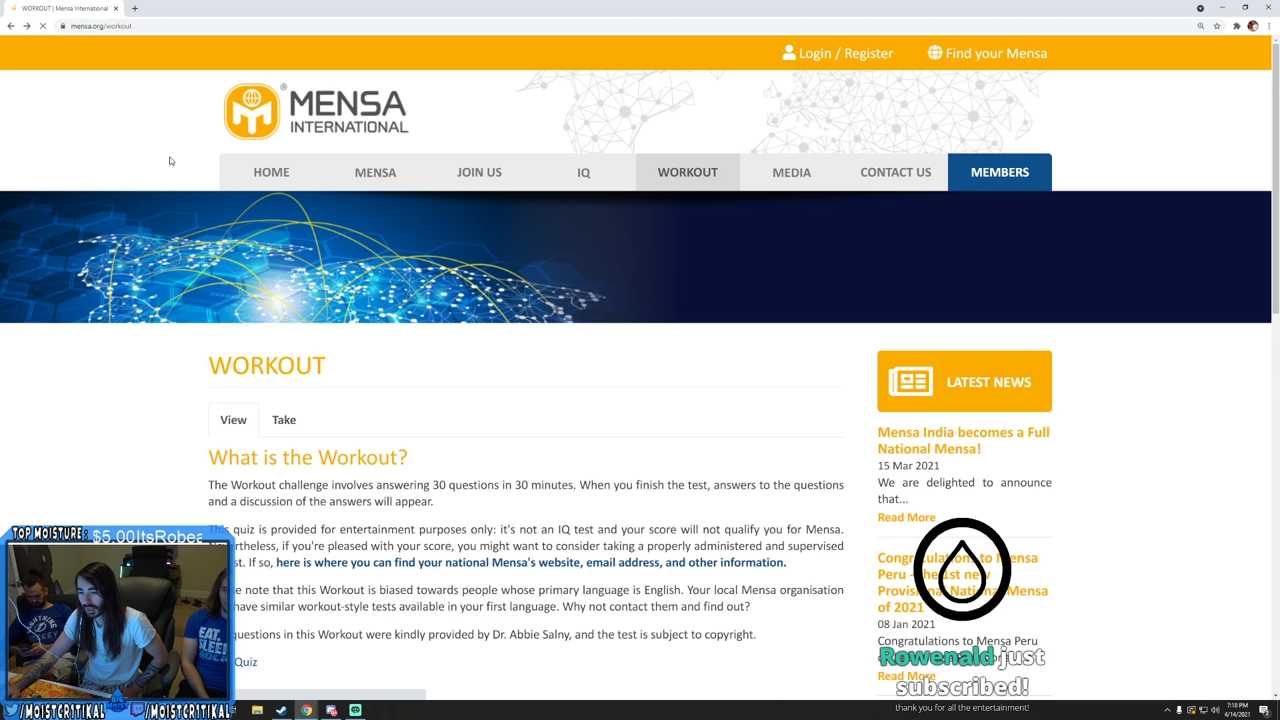 WORKOUT | Mensa International
mensa.org/workout
Login / Register
Find your Mensa
MENSA
INTERNATIONAL
HOME
MENSA
JOIN US
IQ
WORKOUT
MEDIA
CONTACT US
MEMBERS
WORKOUT
View
Take
What is the Workout?
The Workout challenge involves answering 30 questions in 30 minutes. When you finish the test, answers to the questions
and a discussion of the answers will appear.
quiz is provided for entertainment purposes only: it's not an IQ test and your score will not qualify you for Mensa.
if you're pleased with your score, you might want to consider taking a properly administered and supervised
If so, here is where you can find your national Mensa's website, email address, and other information.
note that this Workout is biased towards people whose primary language is English. Your local Mensa organisation
have similar workout-style tests available in your first language. Why not contact them and find out?
questions in this Workout were kindly provided by Dr. Abbie Salny, and the test is subject to copyright.
Quiz
LATEST NEWS
Mensa India becomes a Full
National Mensa!
15 Mar 2021
We are delighted to announce
that...
Read More
to Mensa
Peru
National Mensa
of 2021
08 Jan 2021
Congratulations to Mensa Peru
Read More
Rowenald just
subscribed!
thank you for all the entertainment!
TOP MOISTURE:
$5.00ItsRobea
EAT.
SLEEP
BIG
MOIST
/MOISTCR1TIKAL
/MOISTCR1TIKAL
7:18 PM
4/14/2021